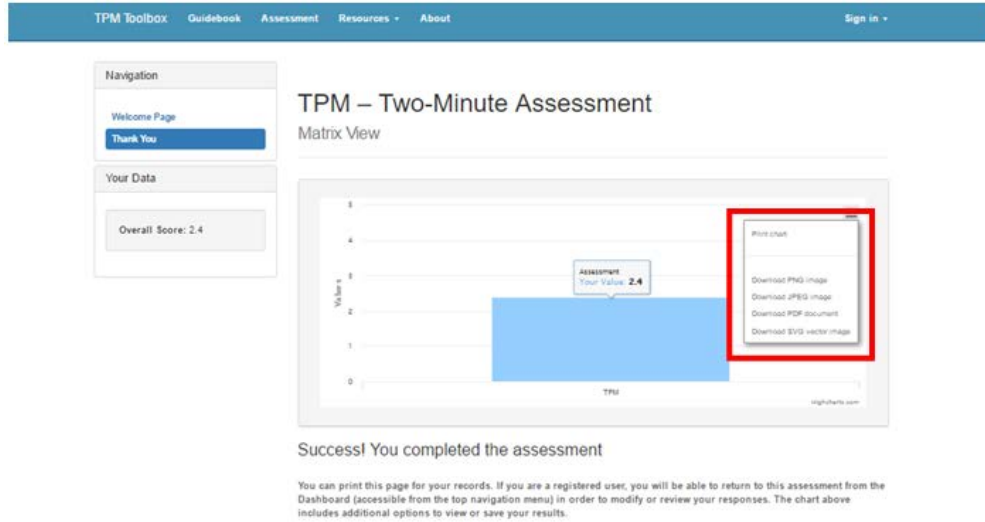 TPM Toolbox Guidebook Assessment Resources About Sign in
Navigation
Welcome Page
Thank You
Your Data
Overall Score: 2.4
TPM – Two-Minute Assessment
Matrix View
5
4
3
2
1
0
Values
Assessment
Your Value: 2.4
TPM
Print chart
Download PNG image
Download JPEG image
Download PDF document
Download SVG vector image
Highcharts.com
Success! You completed the assessment
You can print this page for your records. If you are a registered user, you will be able to return to this assessment from the
Dashboard (accessible from the top navigation menu) in order to modify or review your responses. The chart above
includes additional options to view or save your results.